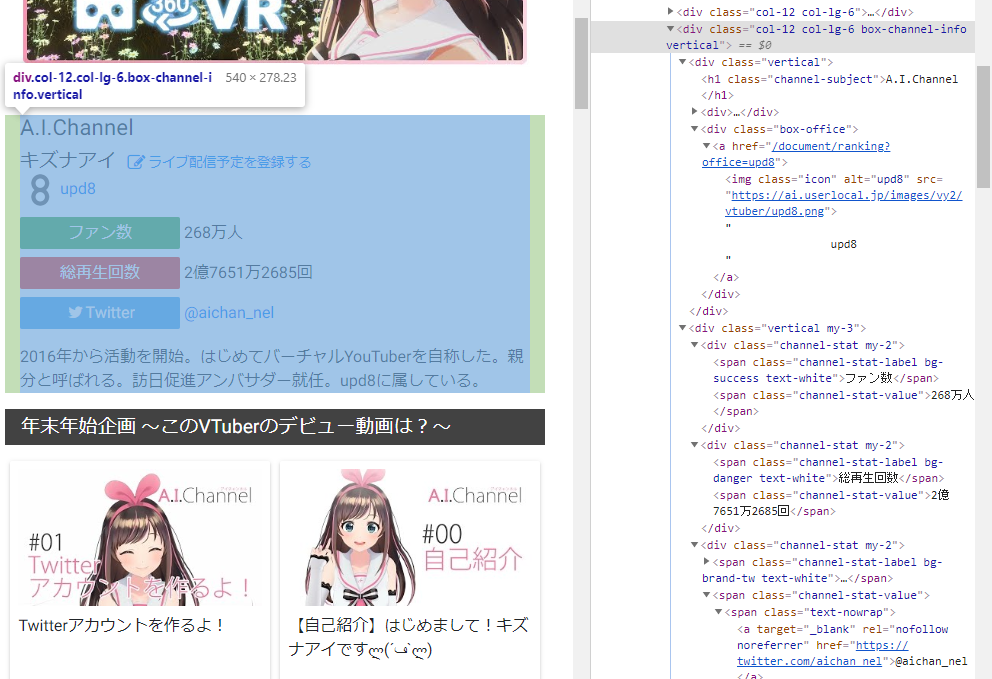 360
VR
div.col-12.col-lg-6.box-channel-i
nfo.vertical
540 × 278.23
A.I.Channel
キズナアイ ライブ配信予定を登録する
8 upd8
ファン数 268万人
総再生回数 2億7651万2685回
Twitter @aichan_nel
2016年から活動を開始。はじめてバーチャルYouTuberを自称した。親
分と呼ばれる。訪日促進アンバサダー就任。upd8に属している。
年末年始企画 ～このVTuberのデビュー動画は？～
A.I.Channel
#01
Twitter
アカウントを作るよ！
Twitterアカウントを作るよ！
A.I.Channel
#00
自己紹介
【自己紹介】はじめまして！キズ
ナアイですლ(´ڡ`ლ)
<div class="col-12 col-lg-6">…</div>
<div class="col-12 col-lg-6 box-channel-info
vertical"> == $0
<div class="vertical">
<h1 class="channel-subject">A.I.Channel
</h1>
<div>…</div>
<div class="box-office">
<a href="/document/ranking?
office=upd8">
<img class="icon" alt="upd8" src=
"https://ai.userlocal.jp/images/vy2/
vtuber/upd8.png">
"
upd8
"
</a>
</div>
</div>
<div class="vertical my-3">
<div class="channel-stat my-2">
<span class="channel-stat-label bg-
success text-white">ファン数</span>
<span class="channel-stat-value">268万人
</span>
</div>
<div class="channel-stat my-2">
<span class="channel-stat-label bg-
danger text-white">総再生回数</span>
<span class="channel-stat-value">2億
7651万2685回</span>
</div>
<div class="channel-stat my-2">
<span class="channel-stat-label bg-
brand-tw text-white">…</span>
<span class="channel-stat-value">
<span class="text-nowrap">
<a target="_blank" rel="nofollow
noreferrer" href="https://
twitter.com/aichan_nel">@aichan_nel
</a>